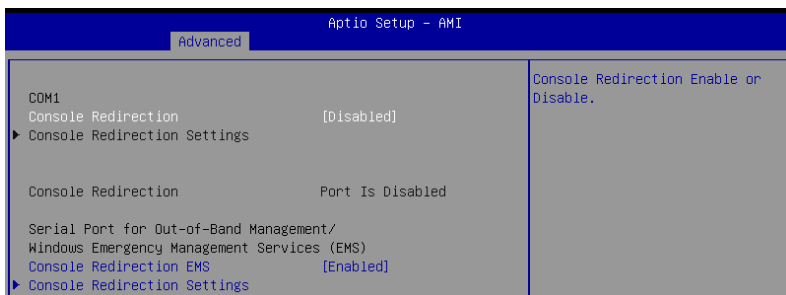 Aptio Setup – AMI
Advanced
COM1
Console Redirection [Disabled]
Console Redirection Settings
Console Redirection Port Is Disabled
Serial Port for Out-of-Band Management/
Windows Emergency Management Services (EMS)
Console Redirection EMS [Enabled]
Console Redirection Settings
Console Redirection Enable or
Disable.